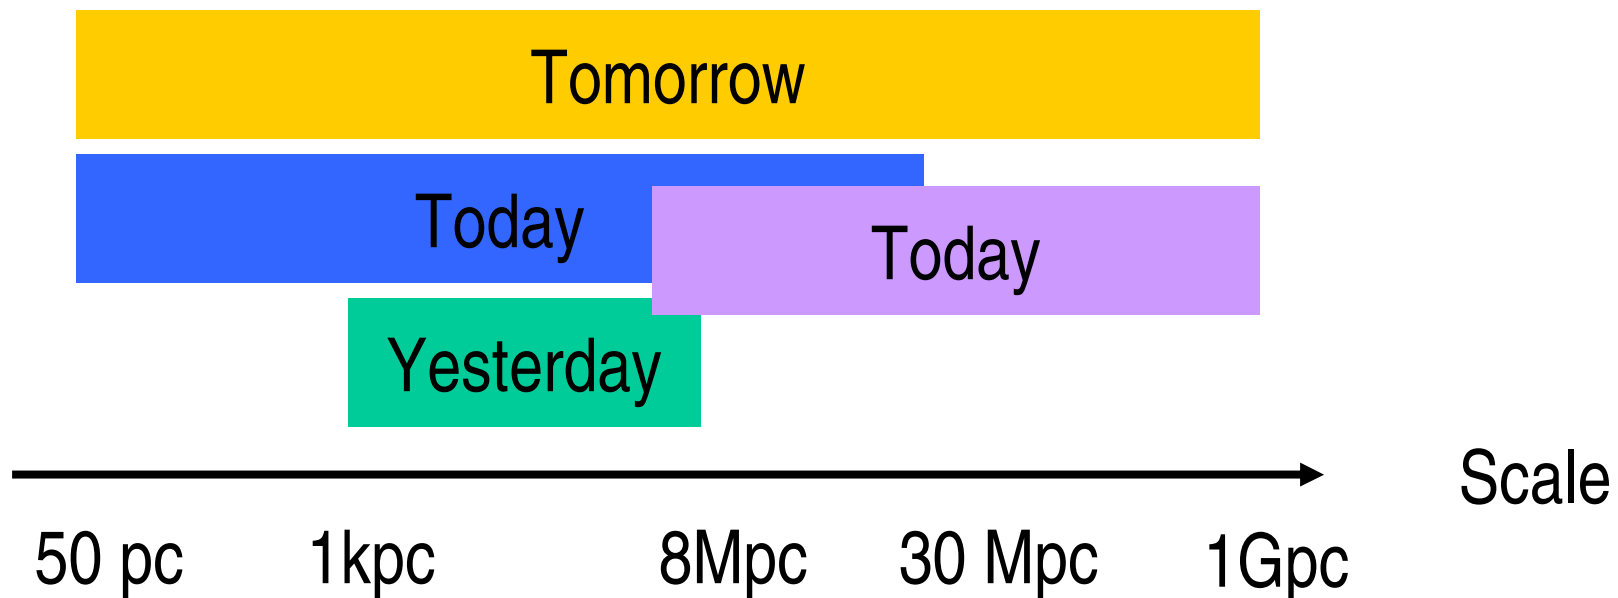 Tomorrow
Today
Today
Yesterday
Scale
50 pc 1kpc 8Mpc 30 Mpc 1Gpc